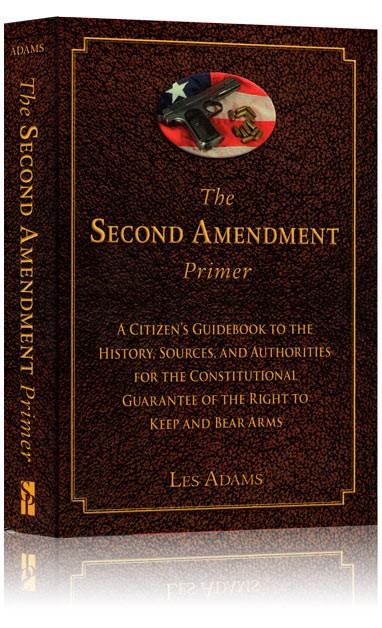 ADAMS
The SECOND AMENDMENT Primer
The
SECOND AMENDMENT
Primer
A CITIZEN'S GUIDEBOOK TO THE
HISTORY, SOURCES, AND AUTHORITIES
FOR THE CONSTITUTIONAL
GUARANTEE OF THE RIGHT TO
KEEP AND BEAR ARMS
LES ADAMS